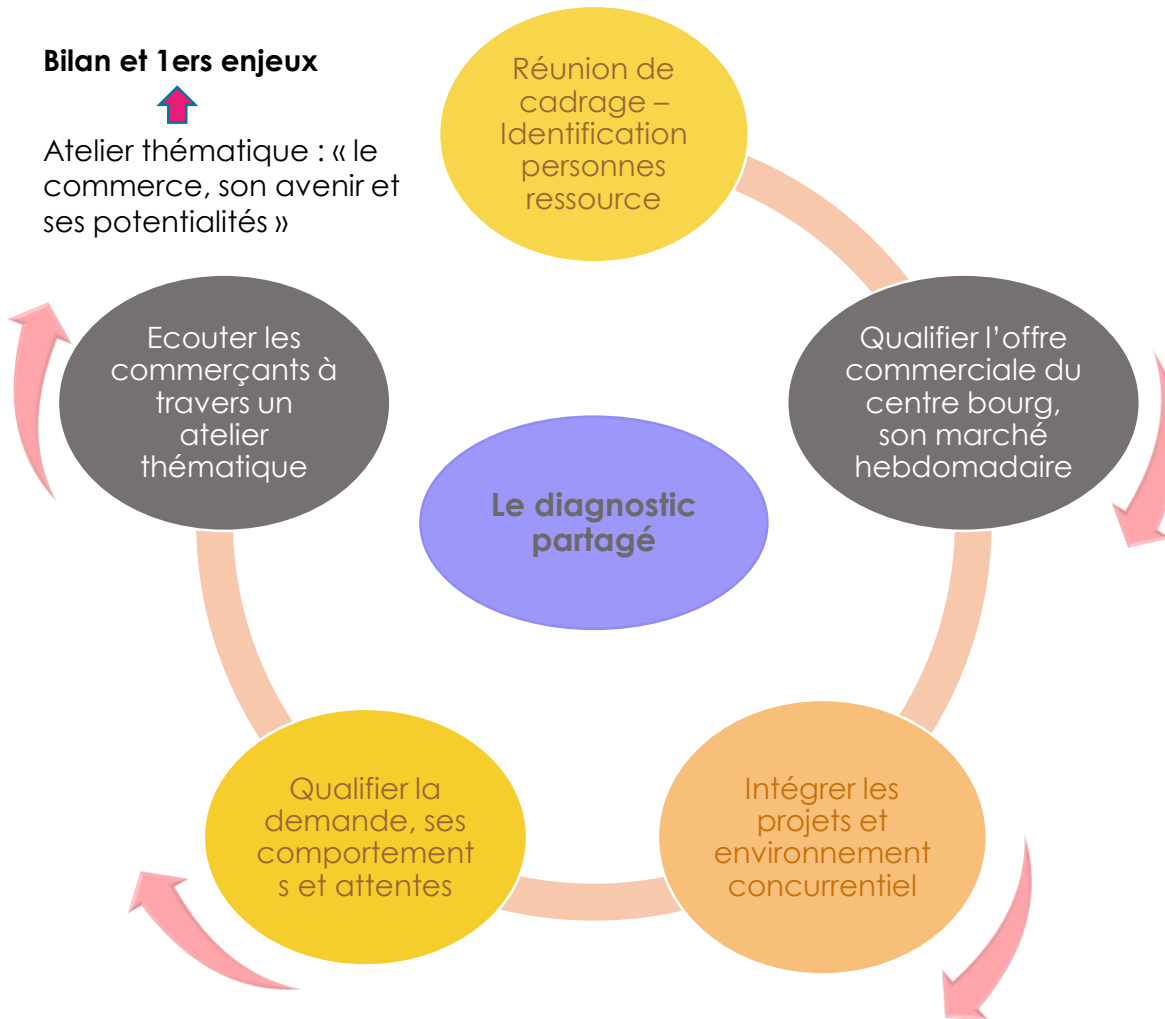 Bilan et 1ers enjeux
Atelier thématique : « le
commerce, son avenir et
ses potentialités »
Réunion de
cadrage –
Identification
personnes
ressource
Qualifier l’offre
commerciale du
centre bourg,
son marché
hebdomadaire
Intégrer les
projets et
environnement
concurrentiel
Qualifier la
demande, ses
comportement
s et attentes
Ecouter les
commerçants à
travers un
atelier
thématique
Le diagnostic
partagé